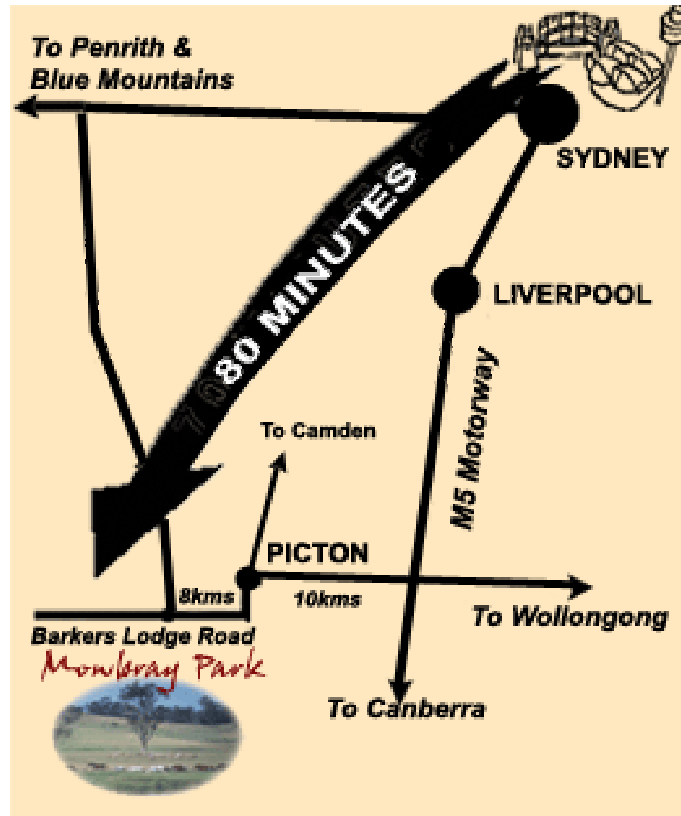 To Penrith &
Blue Mountains
SYDNEY
80 MINUTES
LIVERPOOL
M5 Motorway
To Camden
PICTON
8kms
10kms
To Wollongong
Barkers Lodge Road
Mowbray Park
To Canberra